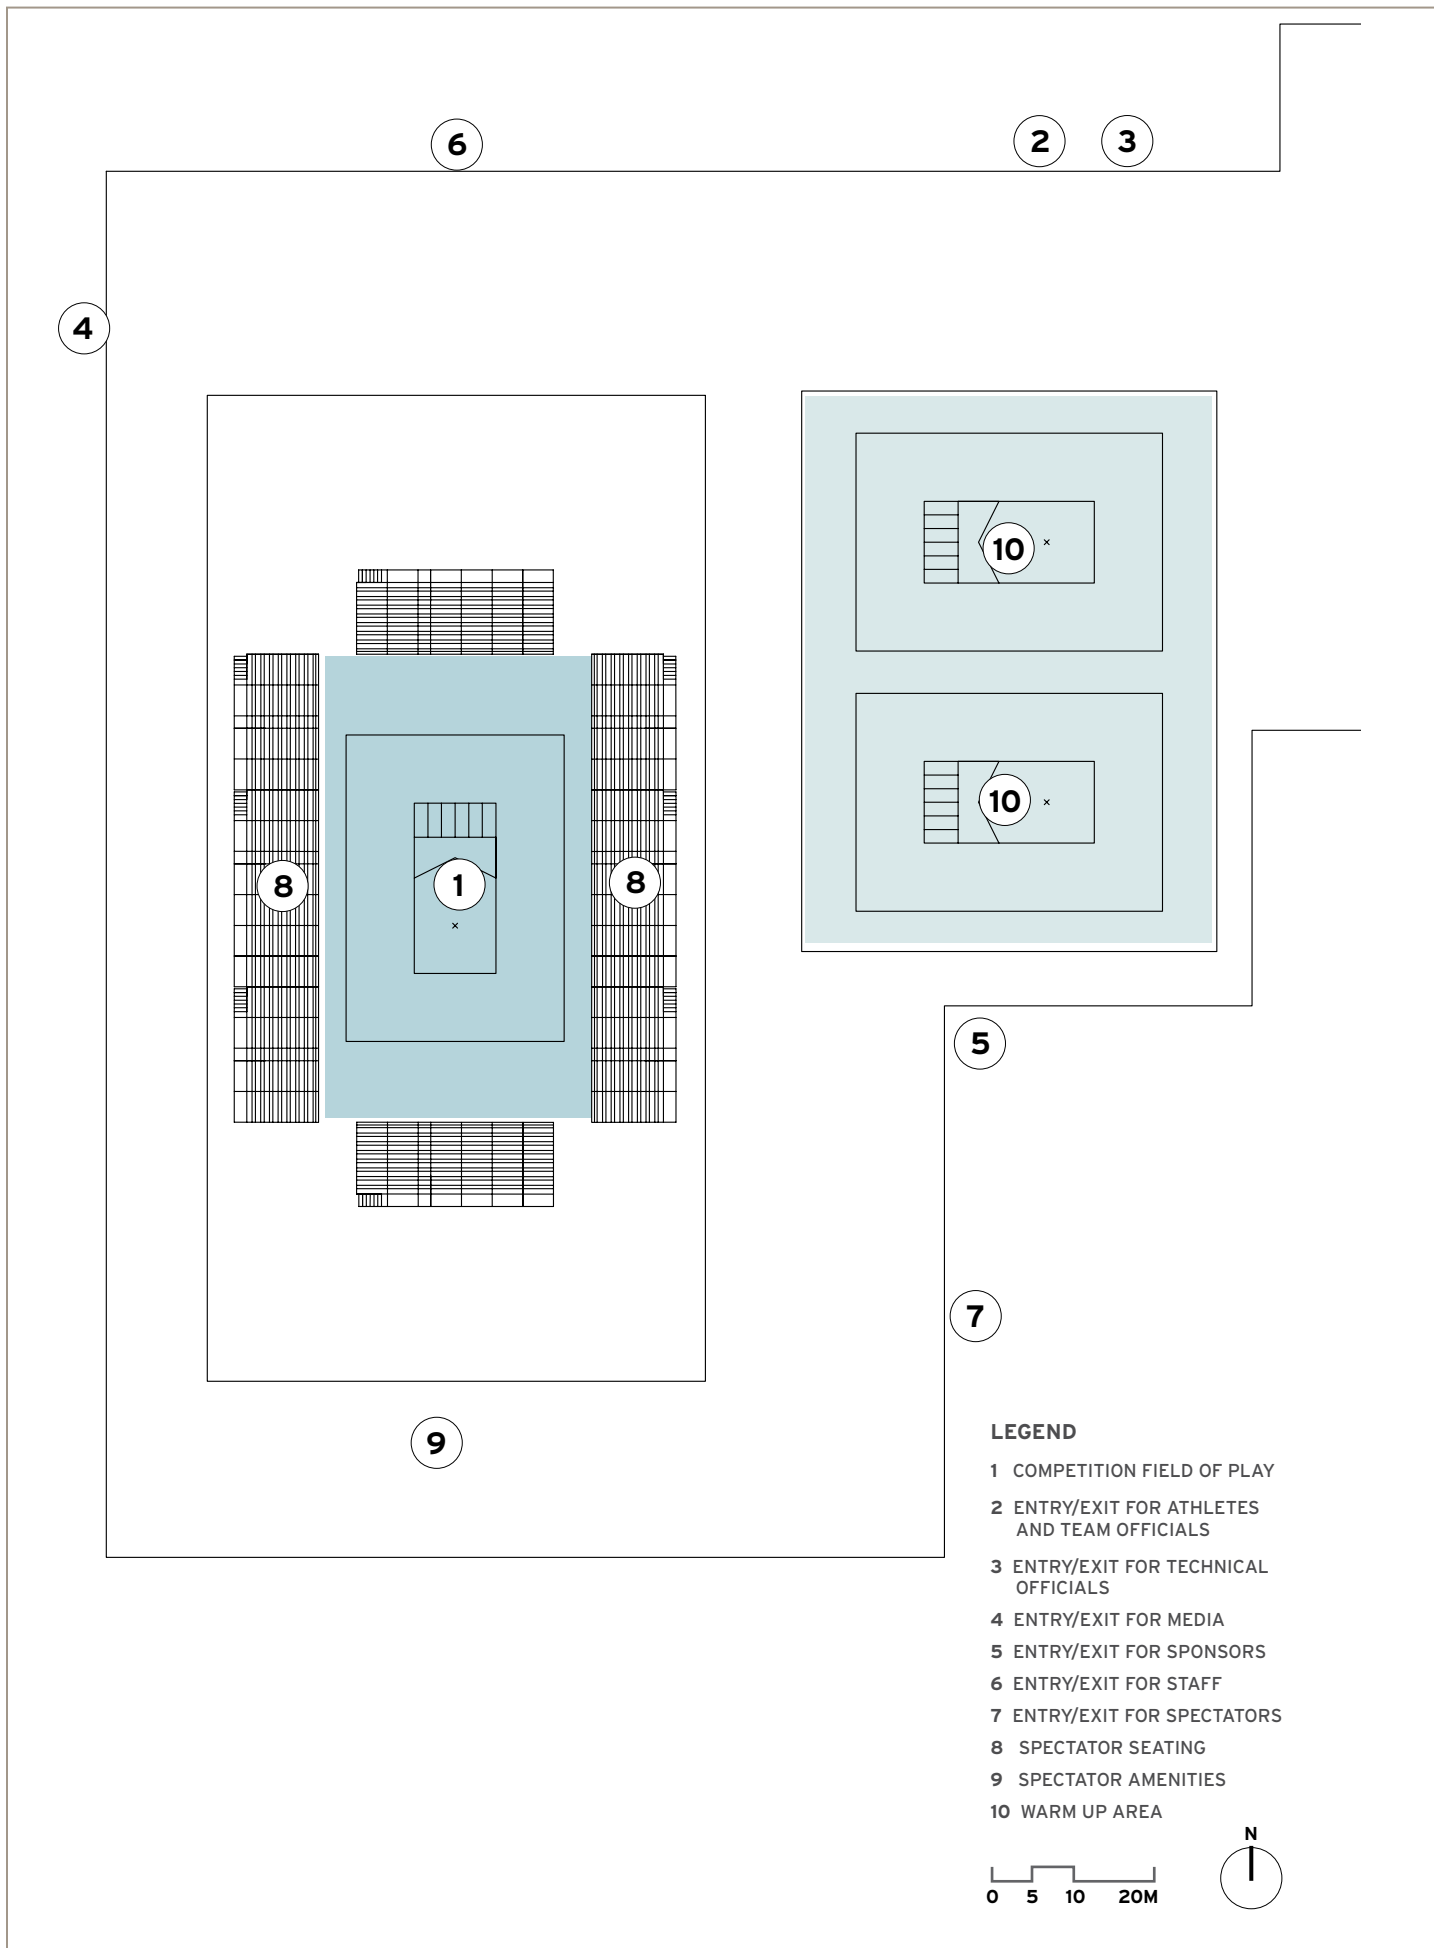 6
2
3
4
10
10
8
1
8
5
7
9
LEGEND
1 COMPETITION FIELD OF PLAY
2 ENTRY/EXIT FOR ATHLETES
AND TEAM OFFICIALS
3 ENTRY/EXIT FOR TECHNICAL
OFFICIALS
4 ENTRY/EXIT FOR MEDIA
5 ENTRY/EXIT FOR SPONSORS
6 ENTRY/EXIT FOR STAFF
7 ENTRY/EXIT FOR SPECTATORS
8 SPECTATOR SEATING
9 SPECTATOR AMENITIES
10 WARM UP AREA
N
0 5 10 20M